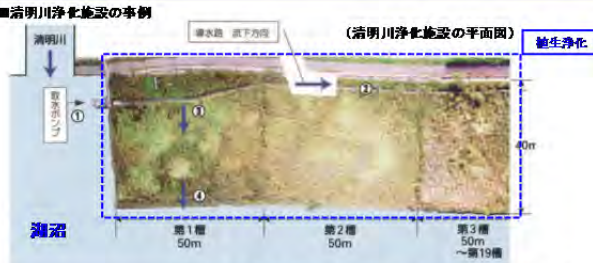 ■清明川浄化施設の事例
(清明川浄化施設の平面図)
清明川
導水路 流下方向
植生浄化
取水ポンプ
①
②
③
④
40m
湖沼
第1槽
50m
第2槽
50m
第3槽
50m
~第19槽